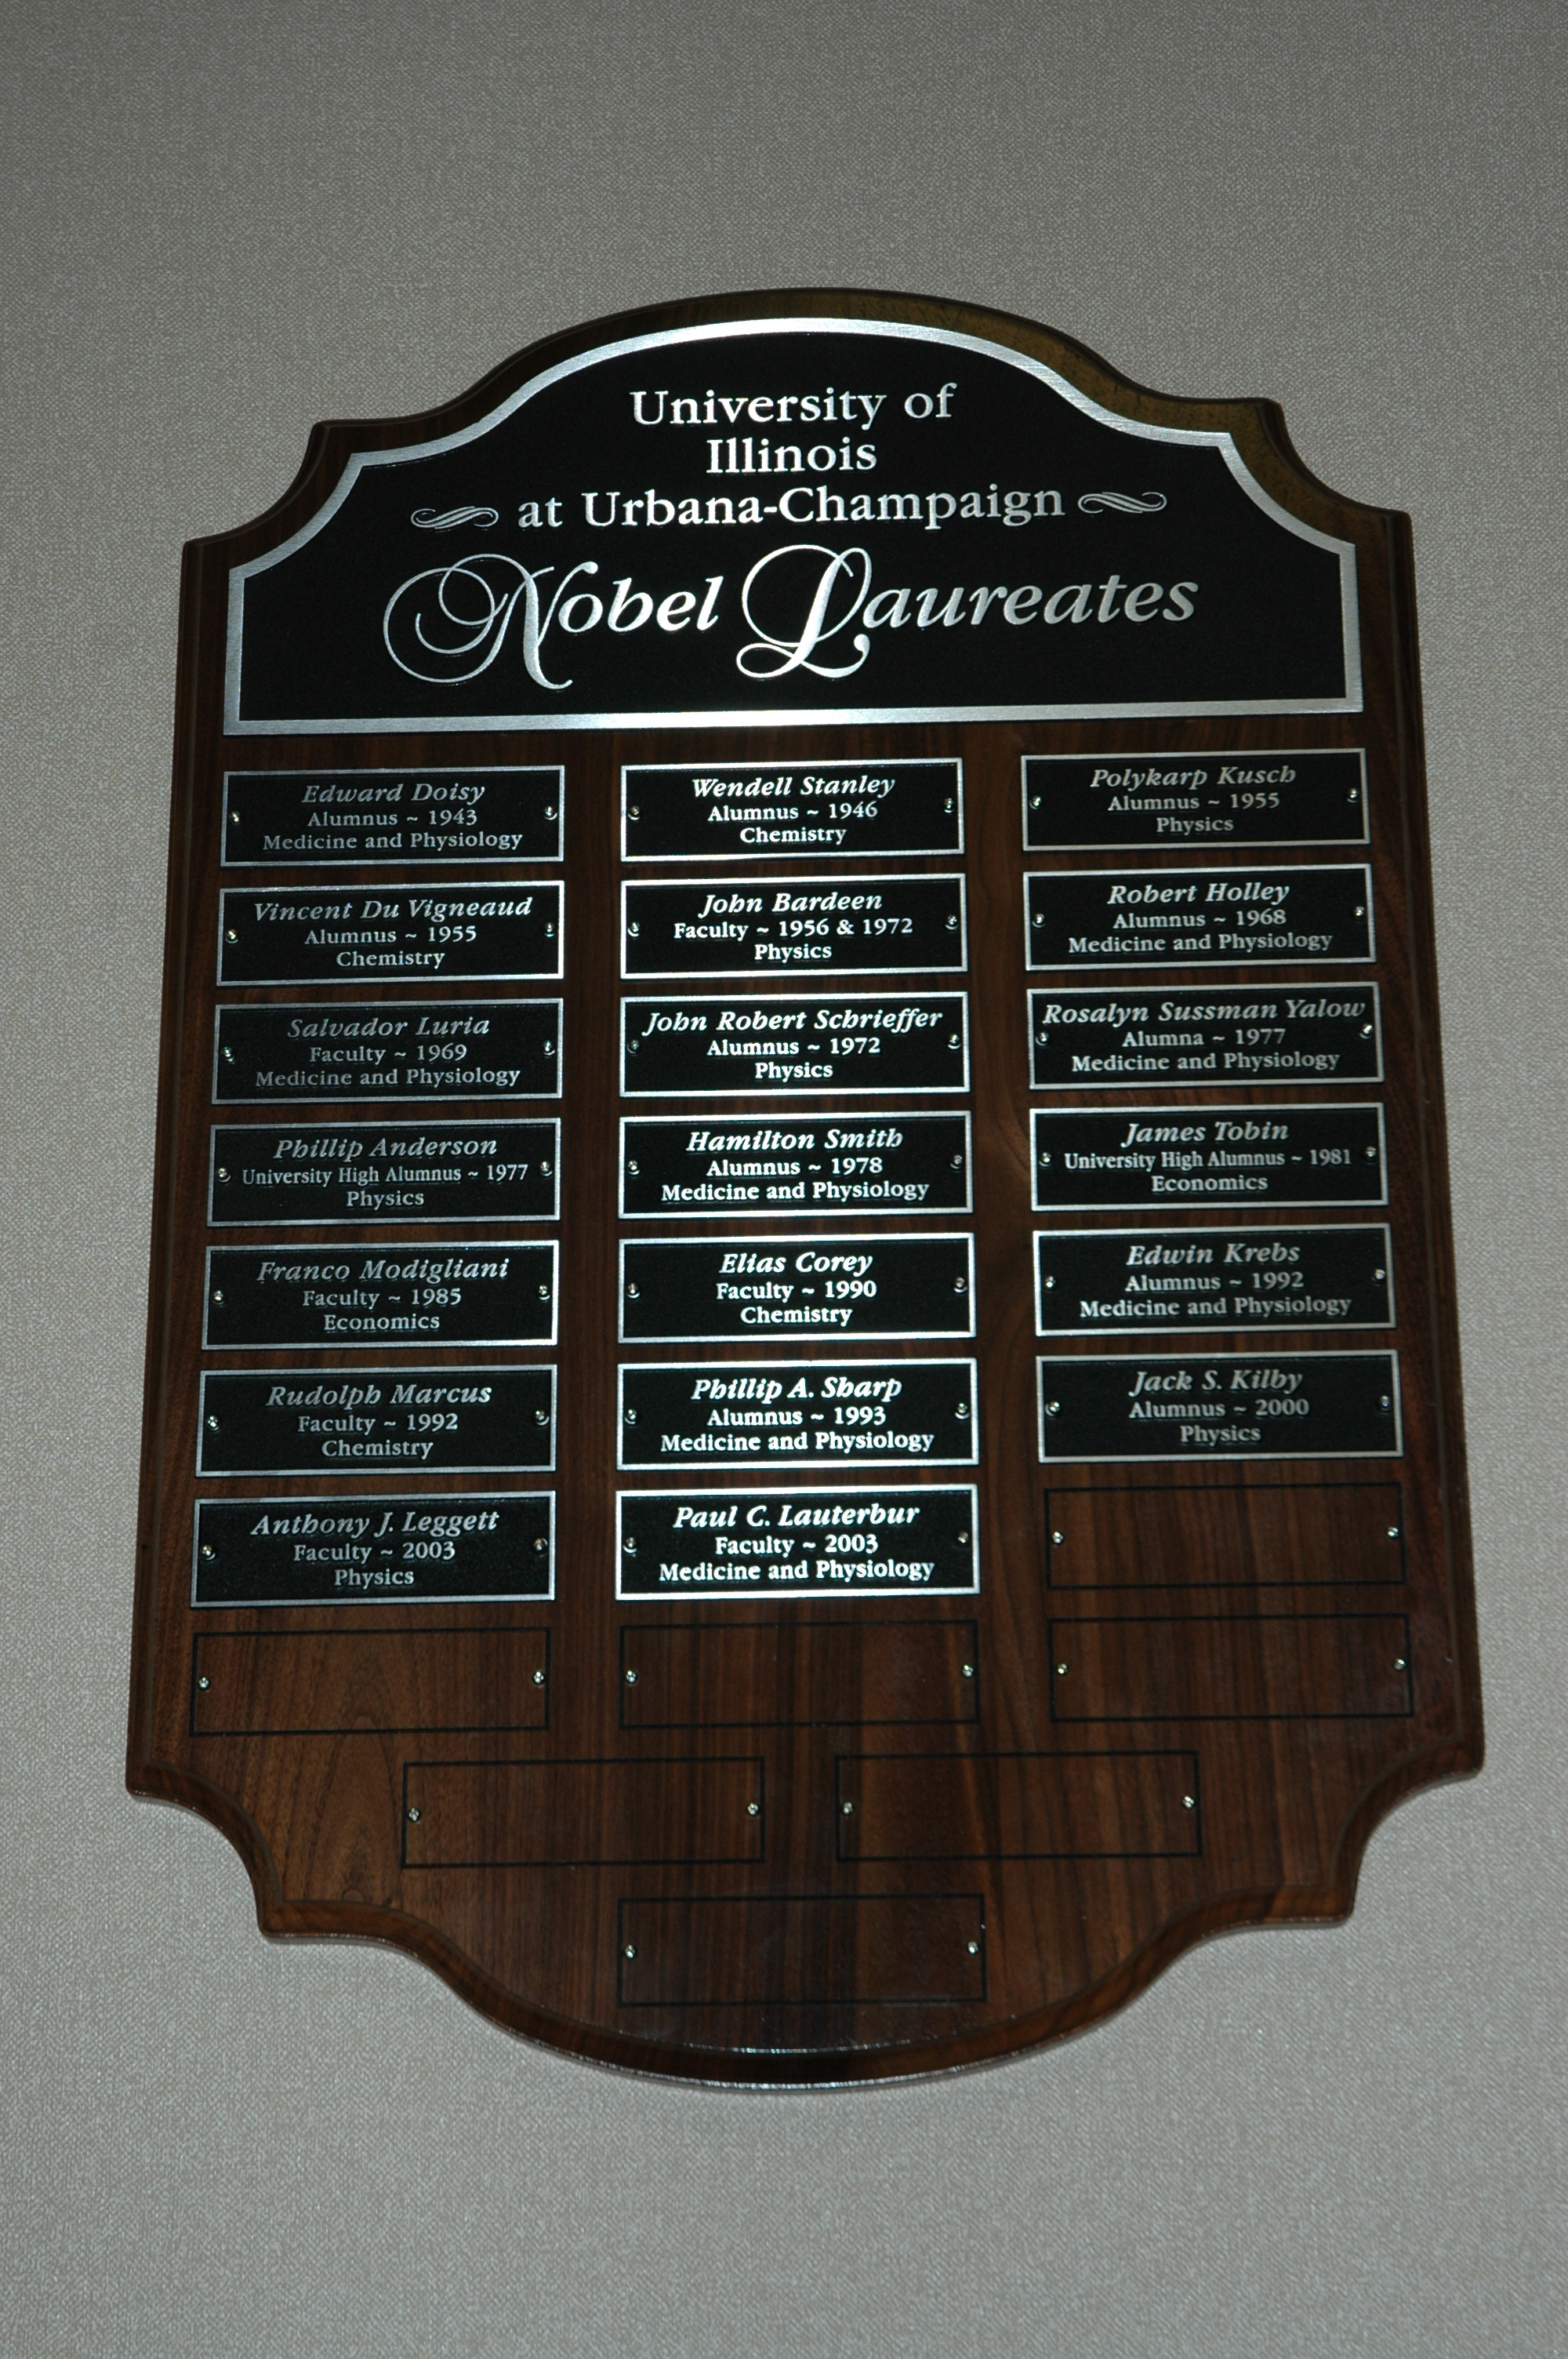 University of
Illinois
at Urbana-Champaign
Nobel Laureates
Edward Doisy
Alumnus ~ 1943
Medicine and Physiology
Wendell Stanley
Alumnus ~ 1946
Chemistry
Polykarp Kusch
Alumnus ~ 1955
Physics
Vincent Du Vigneaud
Alumnus ~ 1955
Chemistry
John Bardeen
Faculty ~ 1956 & 1972
Physics
Robert Holley
Alumnus ~ 1968
Medicine and Physiology
Salvador Luria
Faculty ~ 1969
Medicine and Physiology
John Robert Schrieffer
Alumnus ~ 1972
Physics
Rosalyn Sussman Yalow
Alumna ~ 1977
Medicine and Physiology
Phillip Anderson
University High Alumnus ~ 1977
Physics
Hamilton Smith
Alumnus ~ 1978
Medicine and Physiology
James Tobin
University High Alumnus ~ 1981
Economics
Franco Modigliani
Faculty ~ 1985
Economics
Elias Corey
Faculty ~ 1990
Chemistry
Edwin Krebs
Alumnus ~ 1992
Medicine and Physiology
Rudolph Marcus
Faculty ~ 1992
Chemistry
Phillip A. Sharp
Alumnus ~ 1993
Medicine and Physiology
Jack S. Kilby
Alumnus ~ 2000
Physics
Anthony J. Leggett
Faculty ~ 2003
Physics
Paul C. Lauterbur
Faculty ~ 2003
Medicine and Physiology